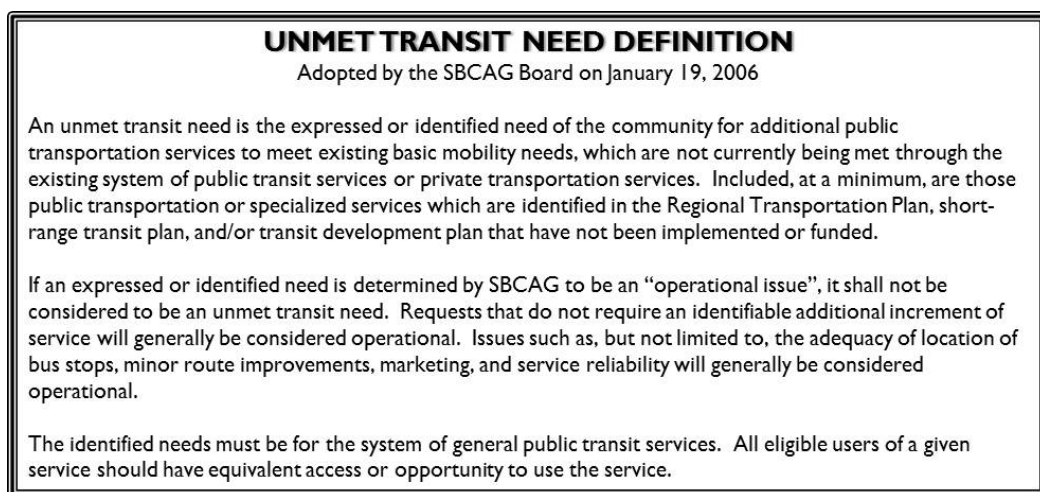 UNMET TRANSIT NEED DEFINITION
Adopted by the SBCAG Board on January 19, 2006
An unmet transit need is the expressed or identified need of the community for additional public
transportation services to meet existing basic mobility needs, which are not currently being met through the
existing system of public transit services or private transportation services. Included, at a minimum, are those
public transportation or specialized services which are identified in the Regional Transportation Plan, short-
range transit plan, and/or transit development plan that have not been implemented or funded.
If an expressed or identified need is determined by SBCAG to be an “operational issue”, it shall not be
considered to be an unmet transit need. Requests that do not require an identifiable additional increment of
service will generally be considered operational. Issues such as, but not limited to, the adequacy of location of
bus stops, minor route improvements, marketing, and service reliability will generally be considered
operational.
The identified needs must be for the system of general public transit services. All eligible users of a given
service should have equivalent access or opportunity to use the service.